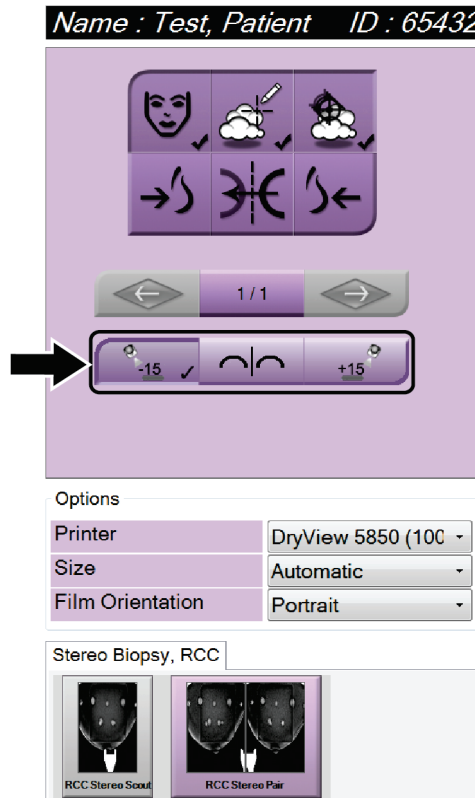 Name : Test, Patient ID : 65432
1 / 1
-15 +15
Options
Printer DryView 5850 (100
Size Automatic
Film Orientation Portrait
Stereo Biopsy, RCC
RCC Stereo Scout RCC Stereo Pair